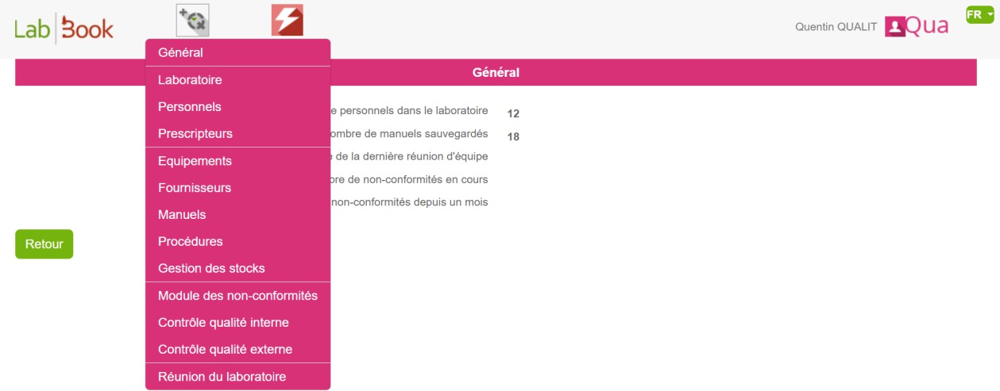 Lab Book
Quentin QUALIT
Qua
FR
Général
Laboratoire
Personnels
Prescripteurs
Equipements
Fournisseurs
Manuels
Procédures
Gestion des stocks
Module des non-conformités
Contrôle qualité interne
Contrôle qualité externe
Réunion du laboratoire
Général
personnels dans le laboratoire 12
de manuels sauvegardés 18
de la dernière réunion d'équipe
de non-conformités en cours
non-conformités depuis un mois
Retour